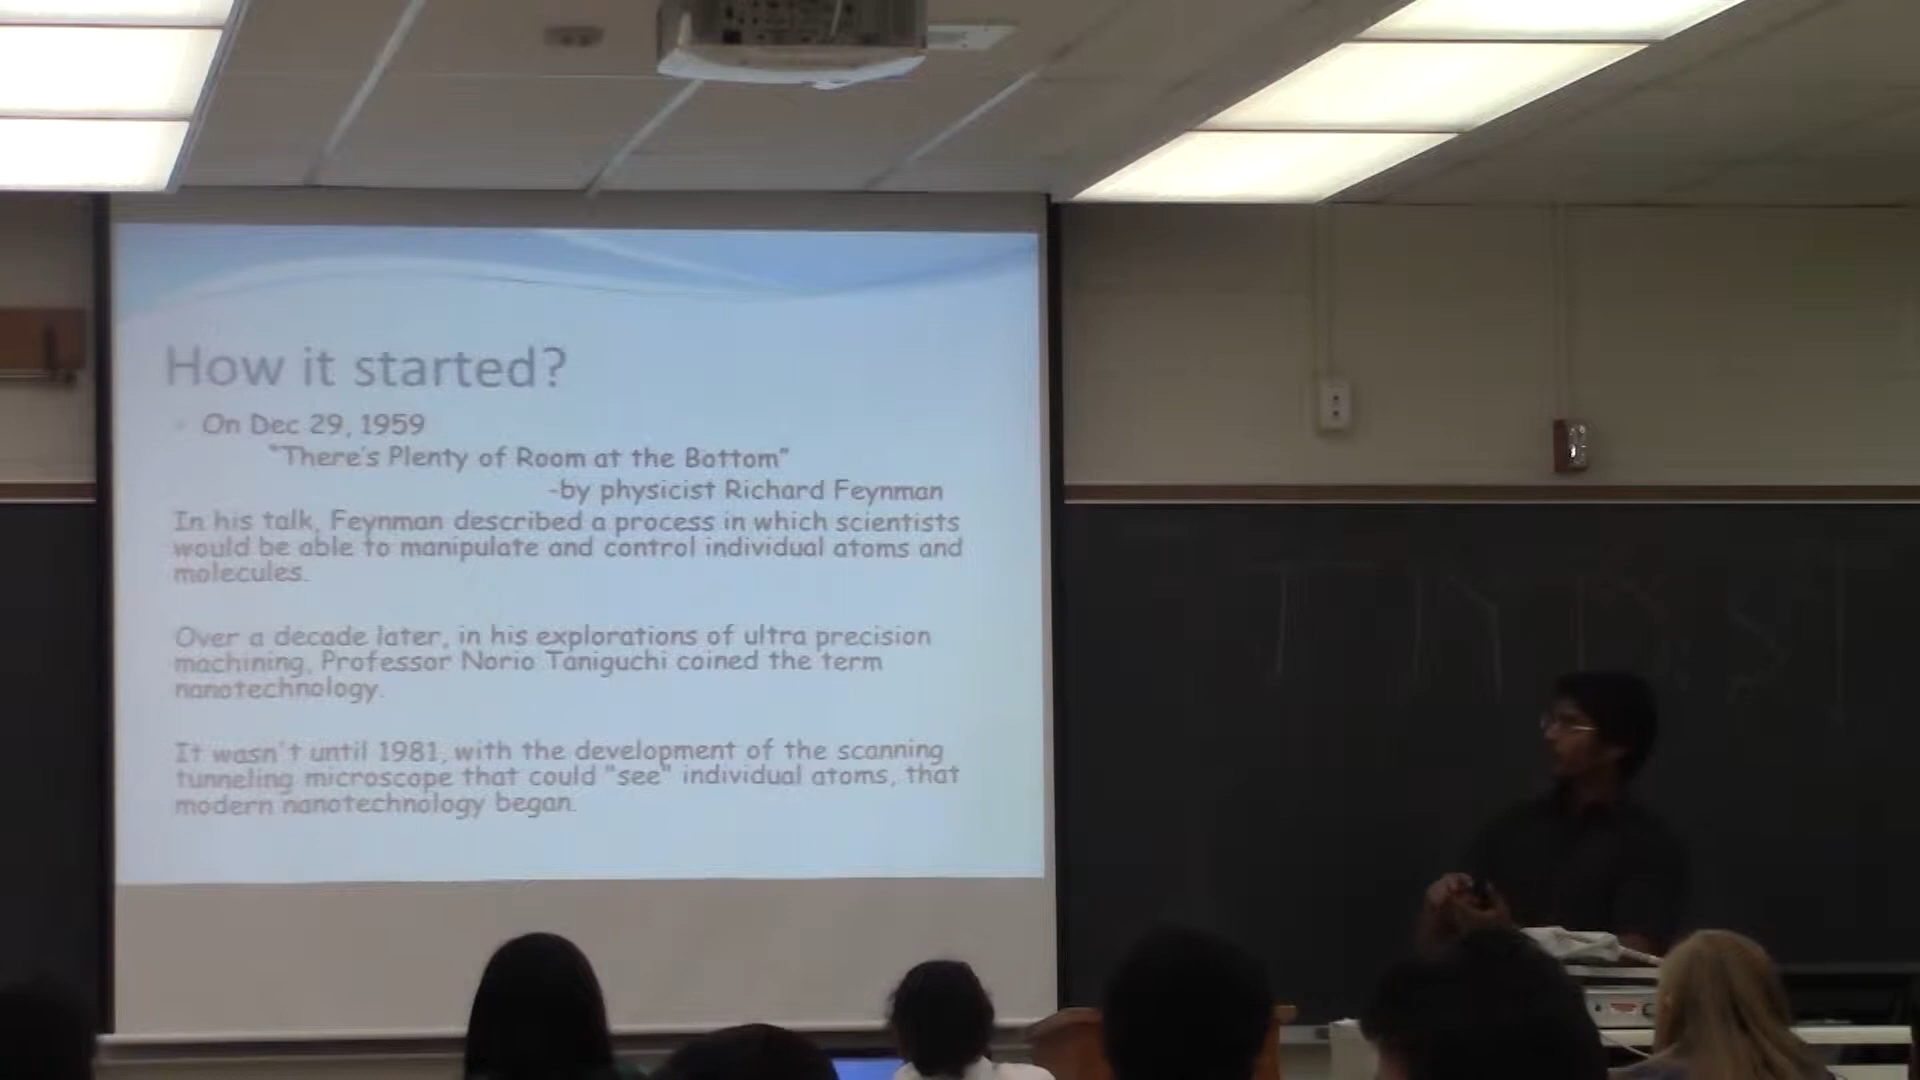 How it started?
On Dec 29, 1959
"There's Plenty of Room at the Bottom"
-by physicist Richard Feynman
In his talk, Feynman described a process in which scientists
would be able to manipulate and control individual atoms and
molecules.
Over a decade later, in his explorations of ultra precision
machining, Professor Norio Taniguchi coined the term
nanotechnology.
It wasn't until 1981, with the development of the scanning
tunneling microscope that could "see" individual atoms, that
modern nanotechnology began.